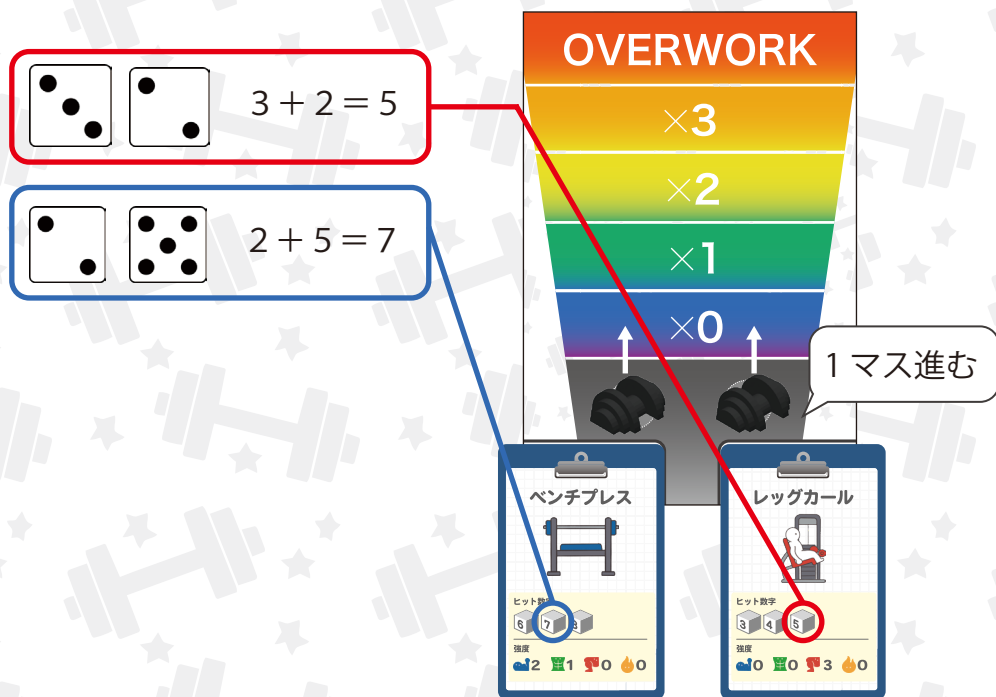 3 + 2 = 5
2 + 5 = 7
OVERWORK
×3
×2
×1
×0
1 マス進む
ベンチプレス
ヒット数字
6 7 8
強度
2 1 0 0
レッグカール
ヒット数字
3 4 5
強度
0 0 3 0